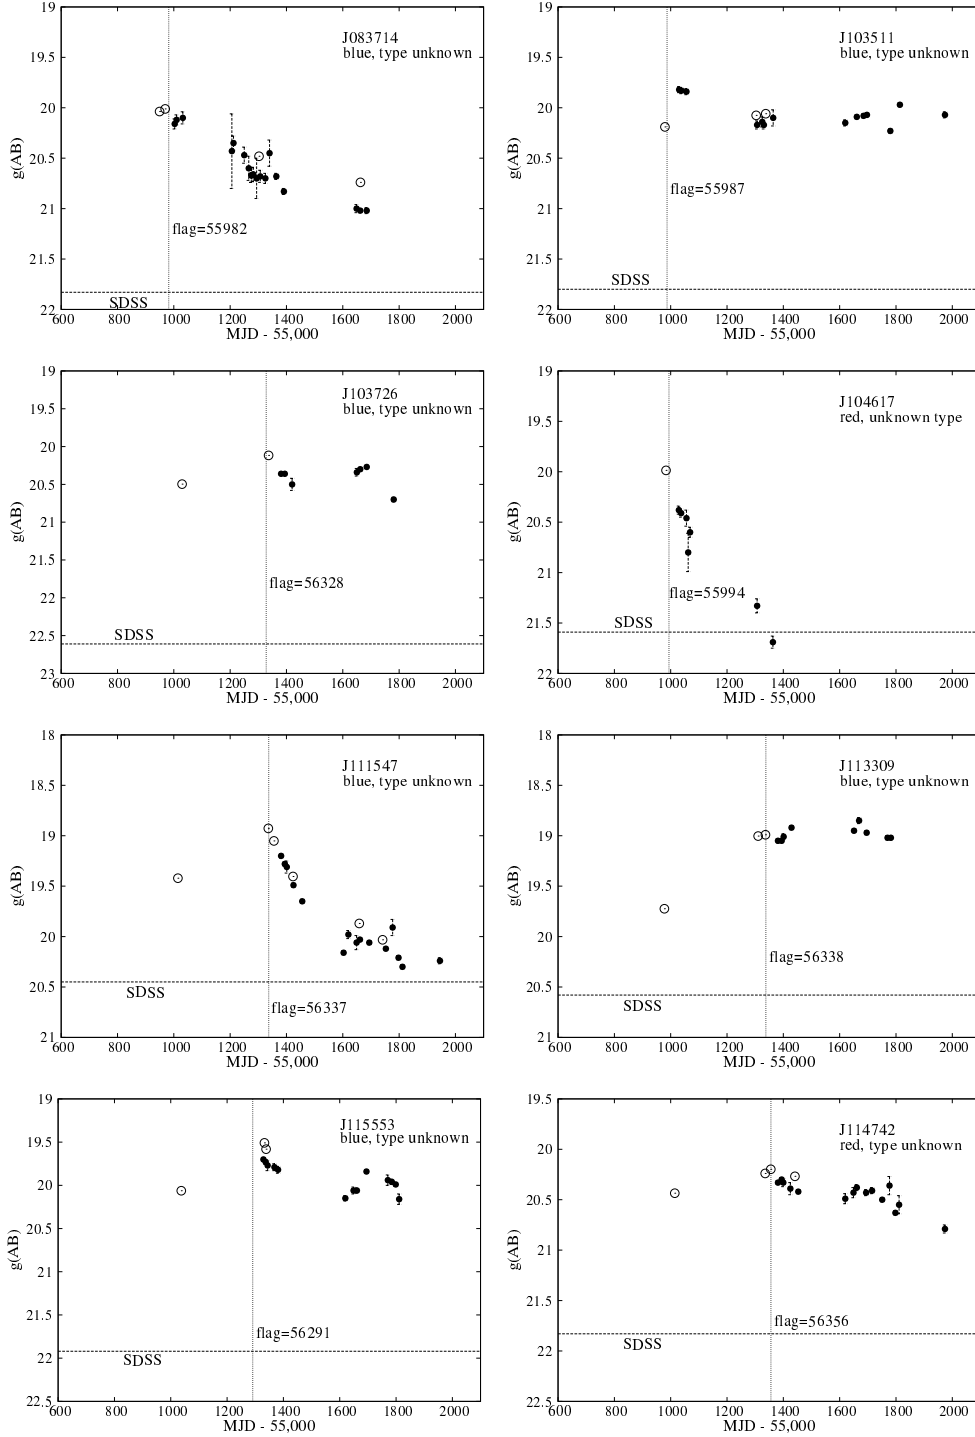 J083714
blue, type unknown
g(AB)
19
19.5
20
20.5
21
21.5
22
flag=55982
SDSS
600 800 1000 1200 1400 1600 1800 2000
MJD - 55,000
J103511
blue, type unknown
g(AB)
19
19.5
20
20.5
21
21.5
22
flag=55987
SDSS
600 800 1000 1200 1400 1600 1800 2000
MJD - 55,000
J103726
blue, type unknown
g(AB)
19
19.5
20
20.5
21
21.5
22
22.5
23
flag=56328
SDSS
600 800 1000 1200 1400 1600 1800 2000
MJD - 55,000
J104617
red, unknown type
g(AB)
19
19.5
20
20.5
21
21.5
22
flag=55994
SDSS
600 800 1000 1200 1400 1600 1800 2000
MJD - 55,000
J111547
blue, type unknown
g(AB)
18
18.5
19
19.5
20
20.5
21
SDSS
flag=56337
600 800 1000 1200 1400 1600 1800 2000
MJD - 55,000
J113309
blue, type unknown
g(AB)
18
18.5
19
19.5
20
20.5
21
flag=56338
SDSS
600 800 1000 1200 1400 1600 1800 2000
MJD - 55,000
J115553
blue, type unknown
g(AB)
19
19.5
20
20.5
21
21.5
22
22.5
flag=56291
SDSS
600 800 1000 1200 1400 1600 1800 2000
MJD - 55,000
J114742
red, type unknown
g(AB)
19.5
20
20.5
21
21.5
22
22.5
flag=56356
SDSS
600 800 1000 1200 1400 1600 1800 2000
MJD - 55,000